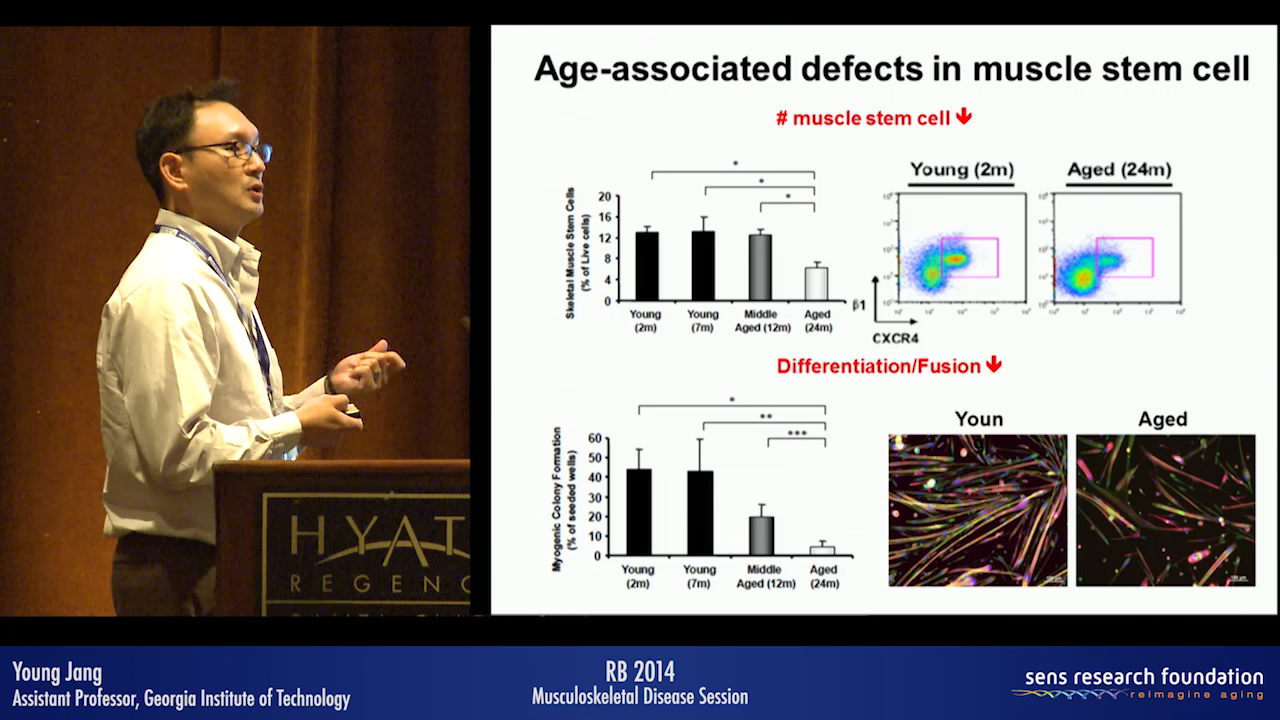 Age-associated defects in muscle stem cell
# muscle stem cell
Young (2m)
Aged (24m)
*
*
*
Skeletal Muscle Stem Cells
(% of Live cells)
20
16
12
8
4
0
Young
(2m)
Young
(7m)
Middle
Aged (12m)
Aged
(24m)
β1
CXCR4
Differentiation/Fusion
*
**
***
Myogenic Colony Formation
(% of seeded wells)
60
50
40
30
20
10
0
Young
(2m)
Young
(7m)
Middle
Aged (12m)
Aged
(24m)
Youn
Aged
HYAT
REGENC
Young Jang
Assistant Professor, Georgia Institute of Technology
RB 2014
Musculoskeletal Disease Session
sens research foundation
reimagine aging